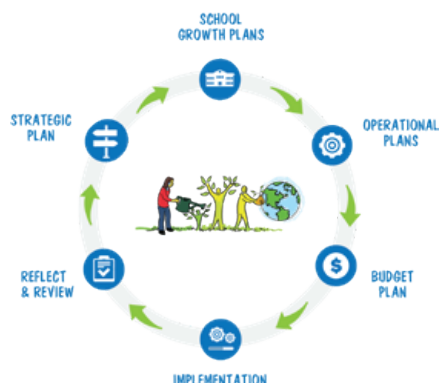 SCHOOL
GROWTH PLANS
STRATEGIC
PLAN
OPERATIONAL
PLANS
REFLECT
& REVIEW
$
BUDGET
PLAN
IMPLEMENTATION